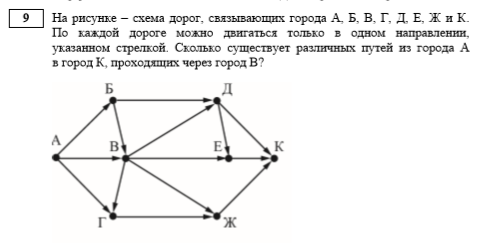 9
На рисунке – схема дорог, связывающих города А, Б, В, Г, Д, Е, Ж и К.
По каждой дороге можно двигаться только в одном направлении,
указанном стрелкой. Сколько существует различных путей из города А
в город К, проходящих через город В?
Б Д
А В Е К
Г Ж